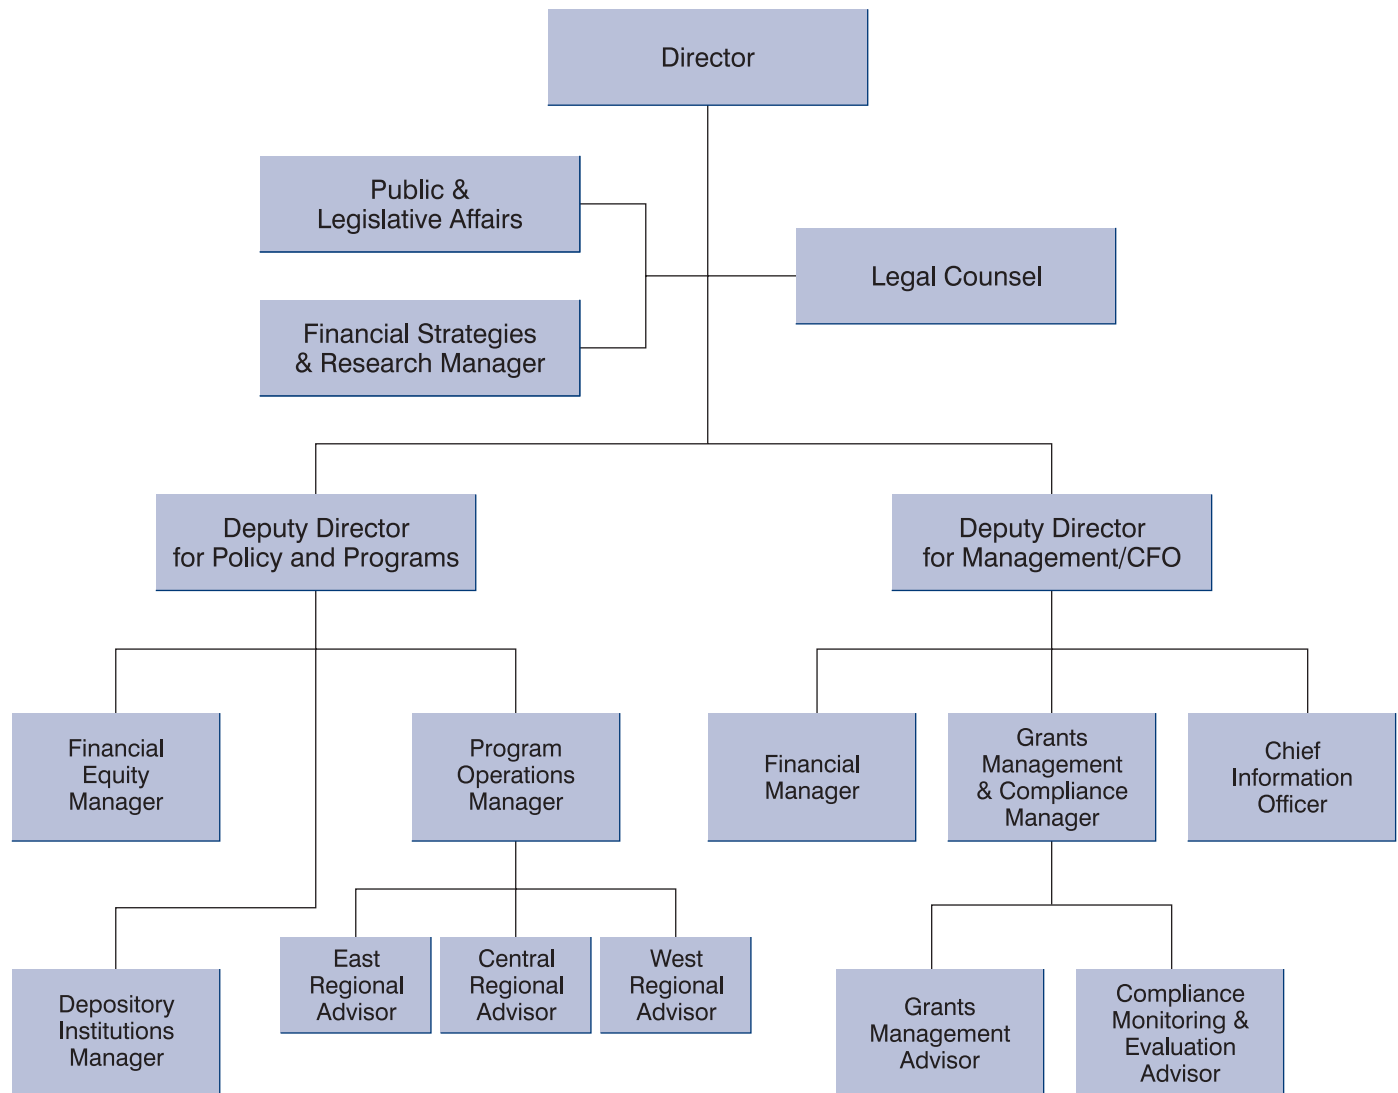 Director
Public &
Legislative Affairs
Legal Counsel
Financial Strategies
& Research Manager
Deputy Director
for Policy and Programs
Deputy Director
for Management/CFO
Financial
Equity
Manager
Program
Operations
Manager
Financial
Manager
Grants
Management
& Compliance
Manager
Chief
Information
Officer
Depository
Institutions
Manager
East
Regional
Advisor
Central
Regional
Advisor
West
Regional
Advisor
Grants
Management
Advisor
Compliance
Monitoring &
Evaluation
Advisor